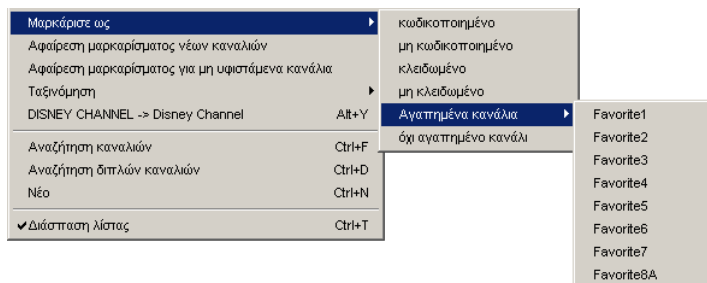 Μαρκάρισε ως
Αφαίρεση μαρκαρίσματος νέων καναλιών
Αφαίρεση μαρκαρίσματος για μη υφιστάμενα κανάλια
Ταξινόμηση
DISNEY CHANNEL -> Disney Channel Alt+Y
Αναζήτηση καναλιών Ctrl+F
Αναζήτηση διπλών καναλιών Ctrl+D
Νέο Ctrl+N
✔Διάσπαση λίστας Ctrl+T
κωδικοποιημένο
μη κωδικοποιημένο
κλειδωμένο
μη κλειδωμένο
Αγαπημένα κανάλια
όχι αγαπημένο κανάλι
Favorite1
Favorite2
Favorite3
Favorite4
Favorite5
Favorite6
Favorite7
Favorite8A